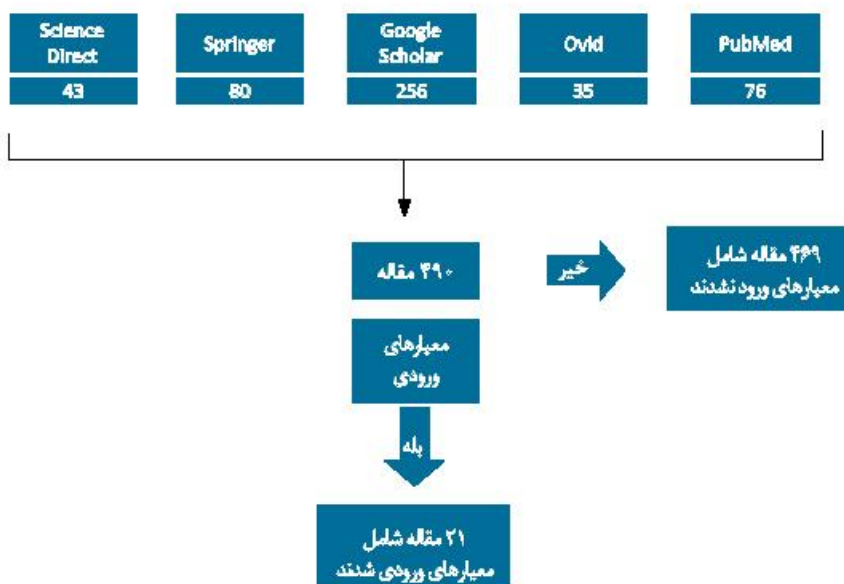 Science
Direct
43
Springer
80
Google
Scholar
256
Ovid
35
PubMed
76
۴۹۰ مقاله
خیر
۴۶۹ مقاله شامل
معیارهای ورود نشدند
معیارهای
ورودی
بله
۲۱ مقاله شامل
معیارهای ورودی شدند